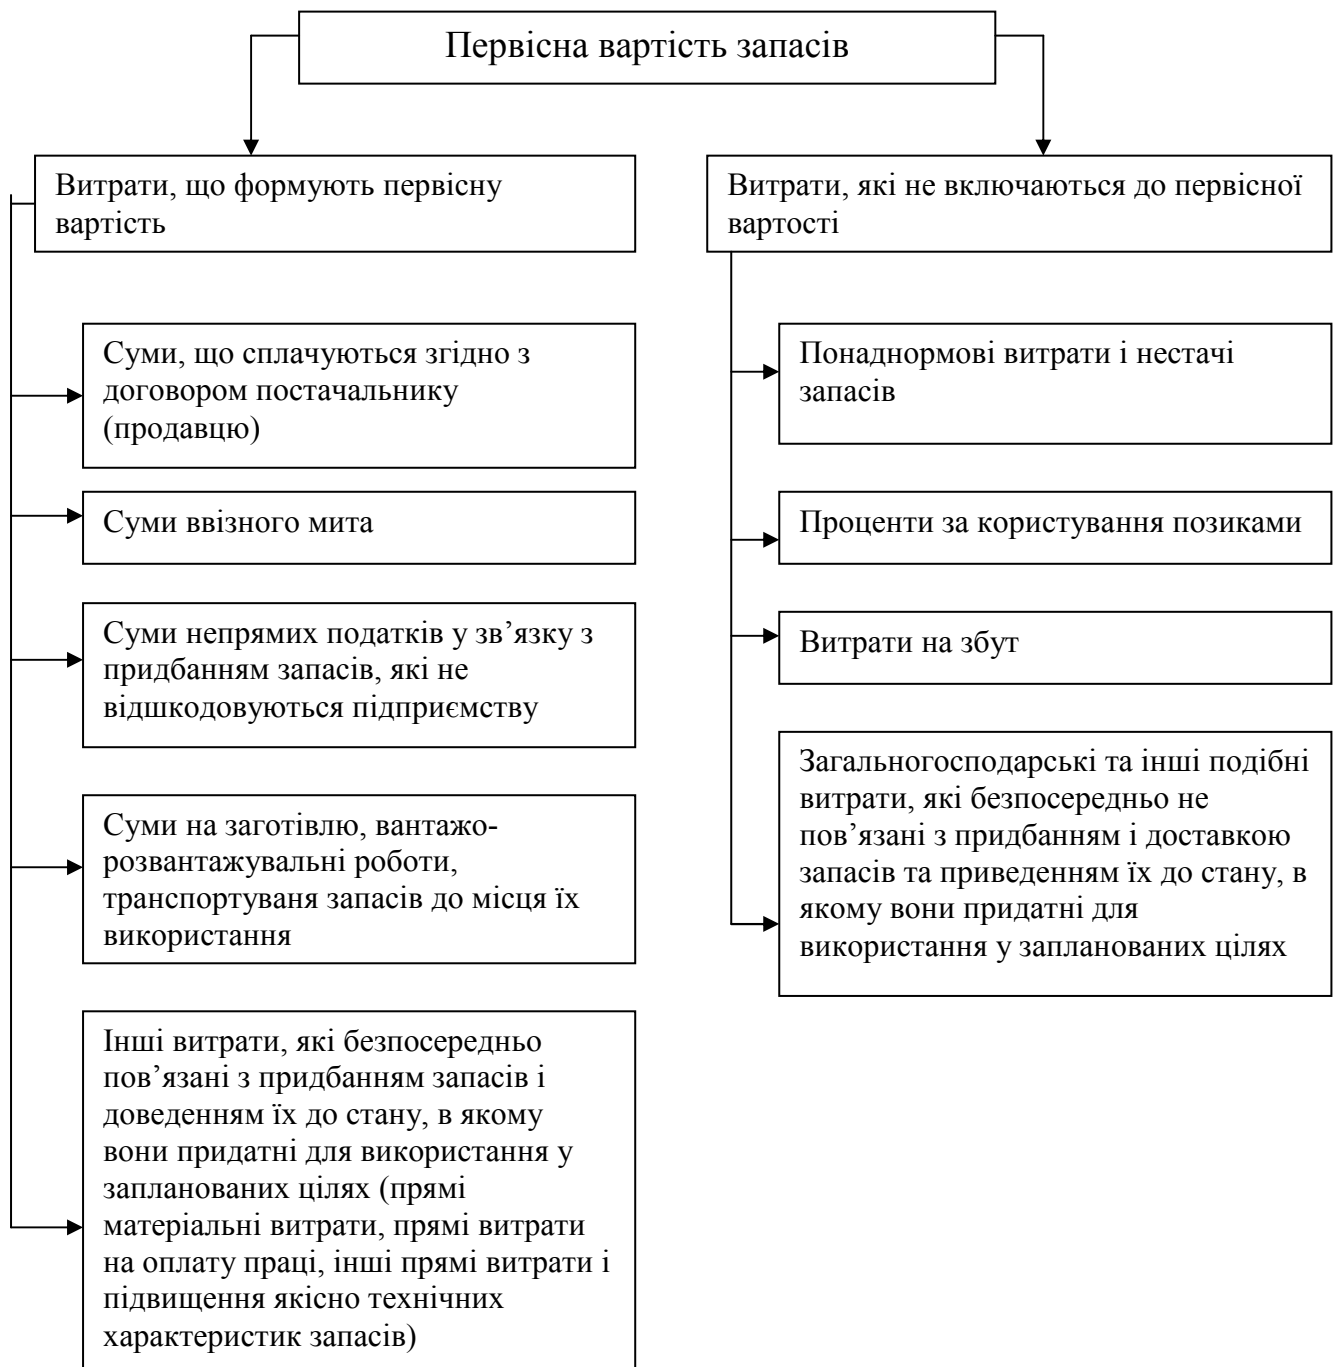 Первісна вартість запасів
Витрати, що формують первісну
вартість
Суми, що сплачуються згідно з
договором постачальнику
(продавцю)
Суми ввізного мита
Суми непрямих податків у зв’язку з
придбанням запасів, які не
відшкодовуються підприємству
Суми на заготівлю, вантажо-
розвантажувальні роботи,
транспортуваня запасів до місця їх
використання
Інші витрати, які безпосередньо
пов’язані з придбанням запасів і
доведенням їх до стану, в якому
вони придатні для використання у
запланованих цілях (прямі
матеріальні витрати, прямі витрати
на оплату праці, інші прямі витрати і
підвищення якісно технічних
характеристик запасів)
Витрати, які не включаються до первісної
вартості
Понаднормові витрати і нестачі
запасів
Проценти за користування позиками
Витрати на збут
Загальногосподарські та інші подібні
витрати, які безпосередньо не
пов’язані з придбанням і доставкою
запасів та приведенням їх до стану, в
якому вони придатні для
використання у запланованих цілях